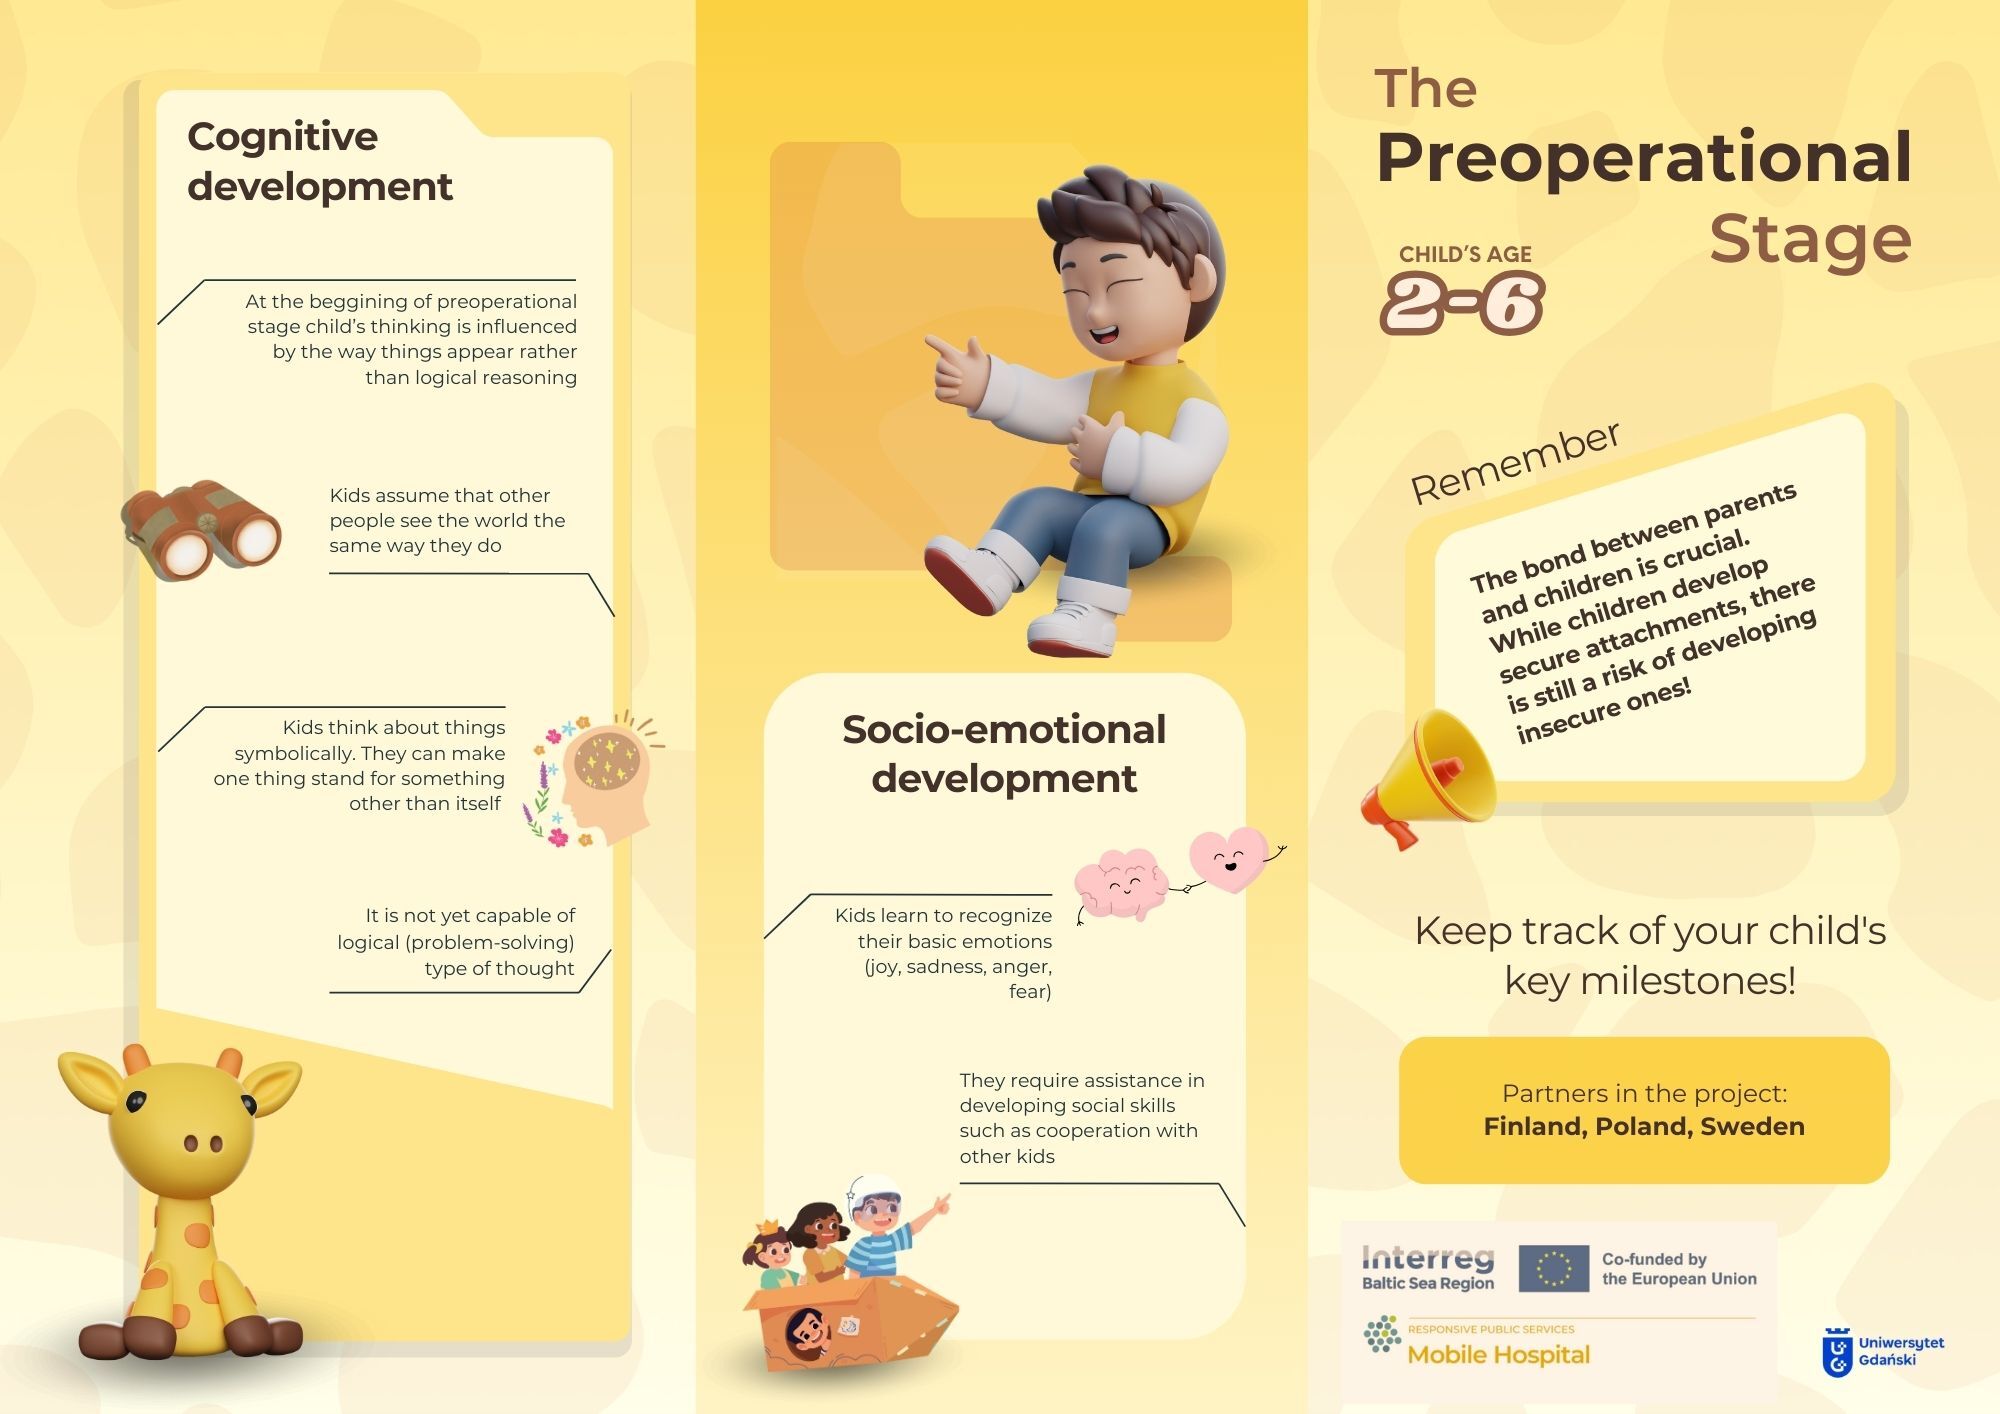 Cognitive
development
At the beggining of preoperational
stage child's thinking is influenced
by the way things appear rather
than logical reasoning
Kids assume that other
people see the world the
same way they do
Kids think about things
symbolically. They can make
one thing stand for something
other than itself
It is not yet capable of
logical (problem-solving)
type of thought
Socio-emotional
development
Kids learn to recognize
their basic emotions
(joy, sadness, anger,
fear)
They require assistance in
developing social skills
such as cooperation with
other kids
The
Preoperational
Stage
CHILD'S AGE
2-6
Remember
The bond between parents
and children is crucial.
While children develop
secure attachments, there
is still a risk of developing
insecure ones!
Keep track of your child's
key milestones!
Partners in the project:
Finland, Poland, Sweden
Interreg
Baltic Sea Region
Co-funded by
the European Union
RESPONSIVE PUBLIC SERVICES
Mobile Hospital
Uniwersytet
Gdański